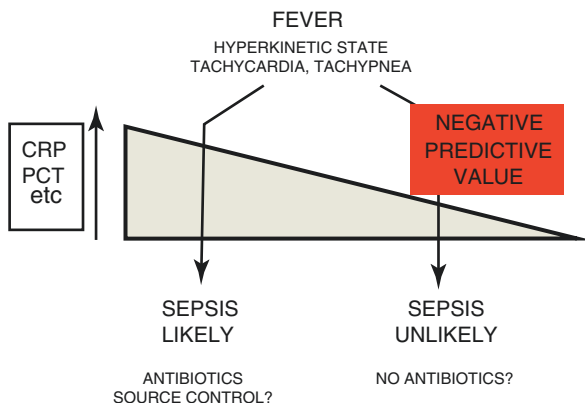 FEVER
HYPERKINETIC STATE
TACHYCARDIA, TACHYPNEA
CRP
PCT
etc
NEGATIVE
PREDICTIVE
VALUE
SEPSIS
LIKELY
ANTIBIOTICS
SOURCE CONTROL?
SEPSIS
UNLIKELY
NO ANTIBIOTICS?